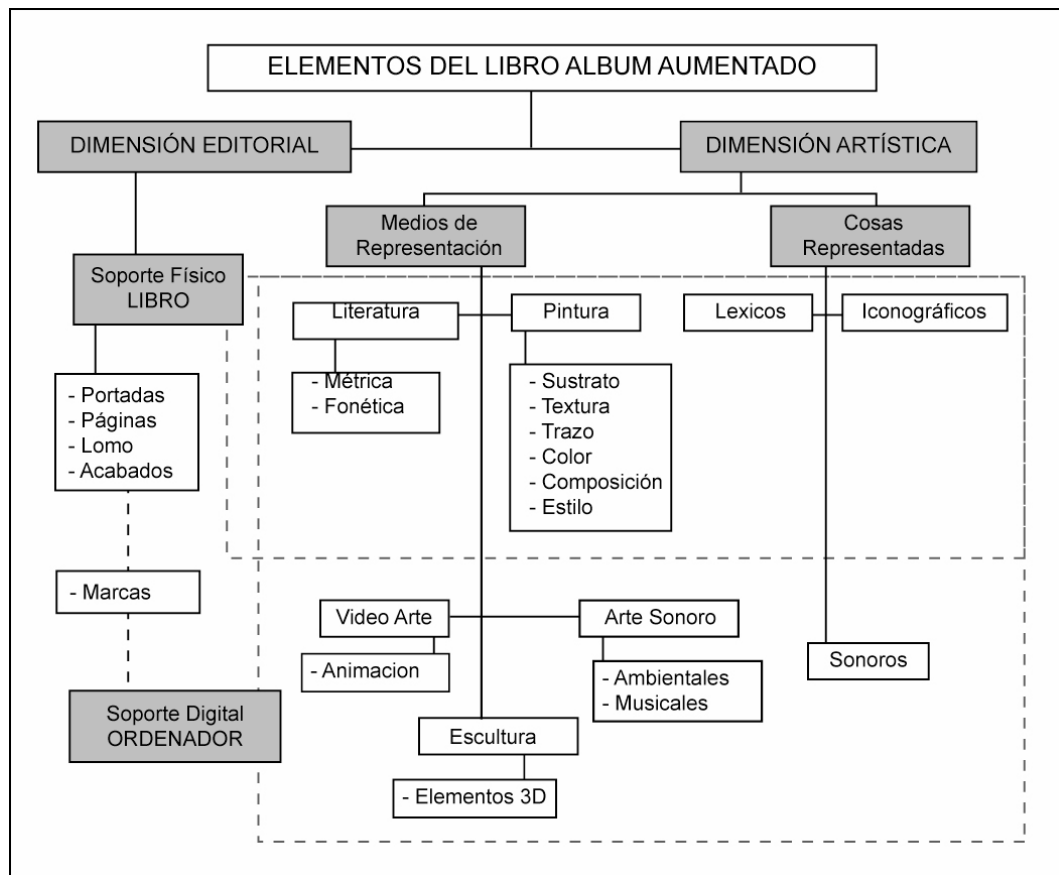 ELEMENTOS DEL LIBRO ALBUM AUMENTADO
DIMENSIÓN EDITORIAL
DIMENSIÓN ARTÍSTICA
Soporte Físico
LIBRO
- Portadas
- Páginas
- Lomo
- Acabados
- Marcas
Soporte Digital
ORDENADOR
Medios de
Representación
Literatura
- Métrica
- Fonética
Pintura
- Sustrato
- Textura
- Trazo
- Color
- Composición
- Estilo
Video Arte
- Animacion
Arte Sonoro
- Ambientales
- Musicales
Escultura
- Elementos 3D
Cosas
Representadas
Lexicos
Iconográficos
Sonoros